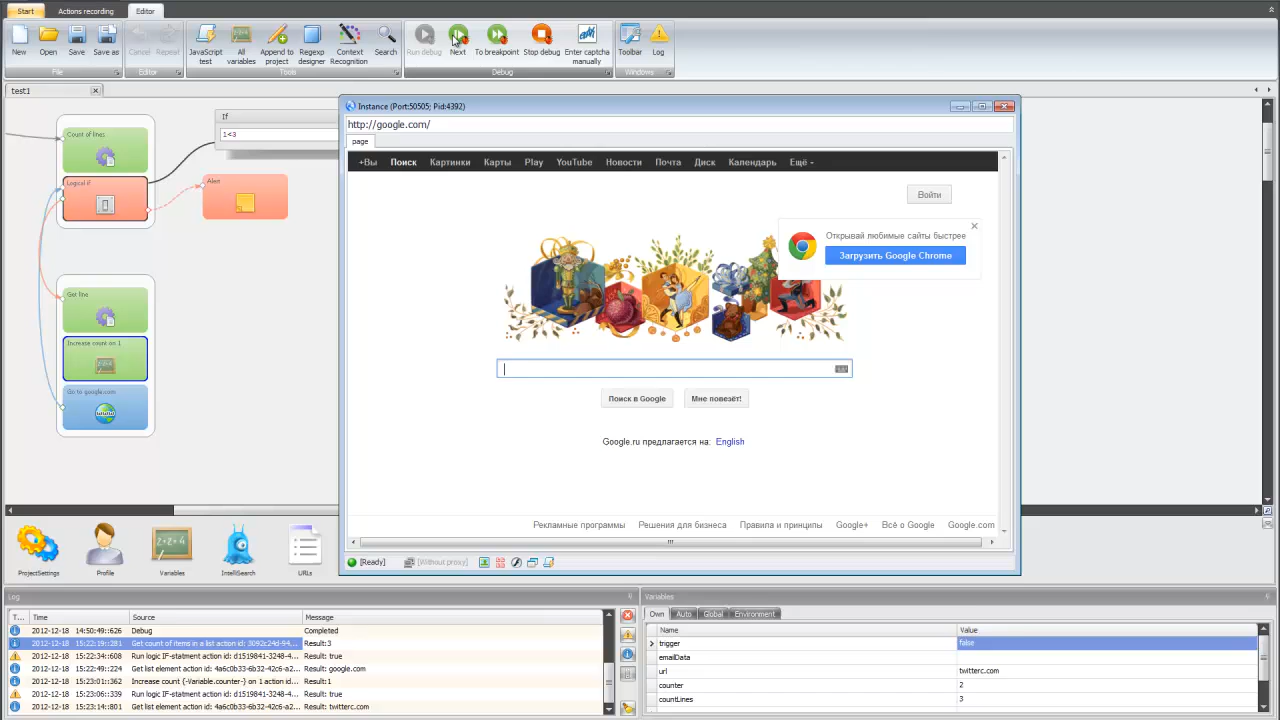 Start Actions recording Editor
New Open Save Save as Cancel Repeat JavaScript test All variables Append to project Regexp designer Context Recognition Search Run debug Next To breakpoint Stop debug Enter captcha manually Toolbar Log
File Editor Tools Debug Windows
test1
Count of lines
Logical if
If
1<3
Alert
Get line
Increase count on 1
Go to google.com
Instance (Port:50505; Pid:4392)
http://google.com/
page
+Вы Поиск Картинки Карты Play YouTube Новости Почта Диск Календарь Ещё
Войти
Открывай любимые сайты быстрее
Загрузить Google Chrome
Поиск в Google Мне повезёт!
Google.ru предлагается на: English
Рекламные программы Решения для бизнеса Правила и принципы Google+ Всё о Google Google.com
[Ready] [Without proxy]
ProjectSettings Profile Variables IntelliSearch URLs
2+2=4
Log
T... Time Source Message
2012-12-18 14:50:49::626 Debug Completed
2012-12-18 15:22:19::281 Get count of items in a list action id: 3092c24d-94,... Result:3
2012-12-18 15:22:34::608 Run logic IF-statment action id: d1519841-3248-4... Result: true
2012-12-18 15:22:49::224 Get list element action id: 4a6c0b33-6b32-42c6-a2... Result: google.com
2012-12-18 15:23:01::362 Increase count {-Variable.counter-} on 1 action id... Result:1
2012-12-18 15:23:06::339 Run logic IF-statment action id: d1519841-3248-4... Result: true
2012-12-18 15:23:14::801 Get list element action id: 4a6c0b33-6b32-42c6-a2... Result: twitterc.com
Variables
Own Auto Global Environment
Name Value
trigger false
emailData
url twitterc.com
counter 2
countLines 3